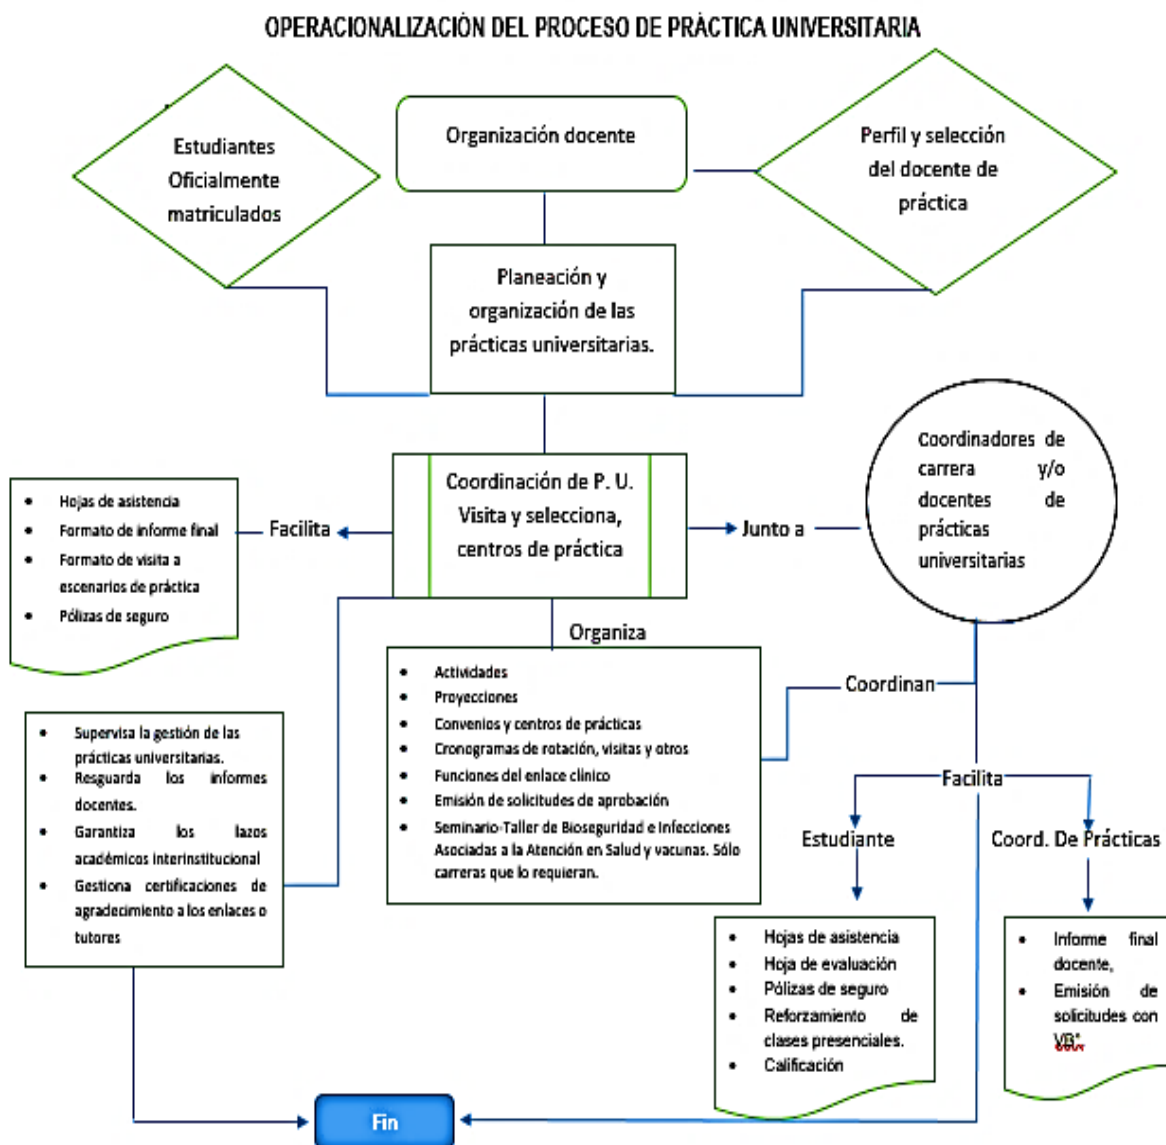 OPERACIONALIZACIÓN DEL PROCESO DE PRÁCTICA UNIVERSITARIA
Estudiantes
Oficialmente
matriculados
Organización docente
Perfil y selección
del docente de
práctica
Planeación y
organización de las
prácticas universitarias.
Coordinación de P. U.
Visita y selecciona,
centros de práctica
Facilita
• Hojas de asistencia
• Formato de informe final
• Formato de visita a
escenarios de práctica
• Pólizas de seguro
Junto a
Coordinadores de
carrera y/o
docentes de
prácticas
universitarias
Organiza
• Actividades
• Proyecciones
• Convenios y centros de prácticas
• Cronogramas de rotación, visitas y otros
• Funciones del enlace clínico
• Emisión de solicitudes de aprobación
• Seminario-Taller de Bioseguridad e Infecciones
Asociadas a la Atención en Salud y vacunas. Sólo
carreras que lo requieran.
Coordinan
• Supervisa la gestión de las
prácticas universitarias.
• Resguarda los informes
docentes.
• Garantiza los lazos
académicos interinstitucional
• Gestiona certificaciones de
agradecimiento a los enlaces o
tutores
Facilita
Estudiante
Coord. De Prácticas
• Hojas de asistencia
• Hoja de evaluación
• Pólizas de seguro
• Reforzamiento de
clases presenciales.
• Calificación
• Informe final
docente,
• Emisión de
solicitudes con
VB°
Fin